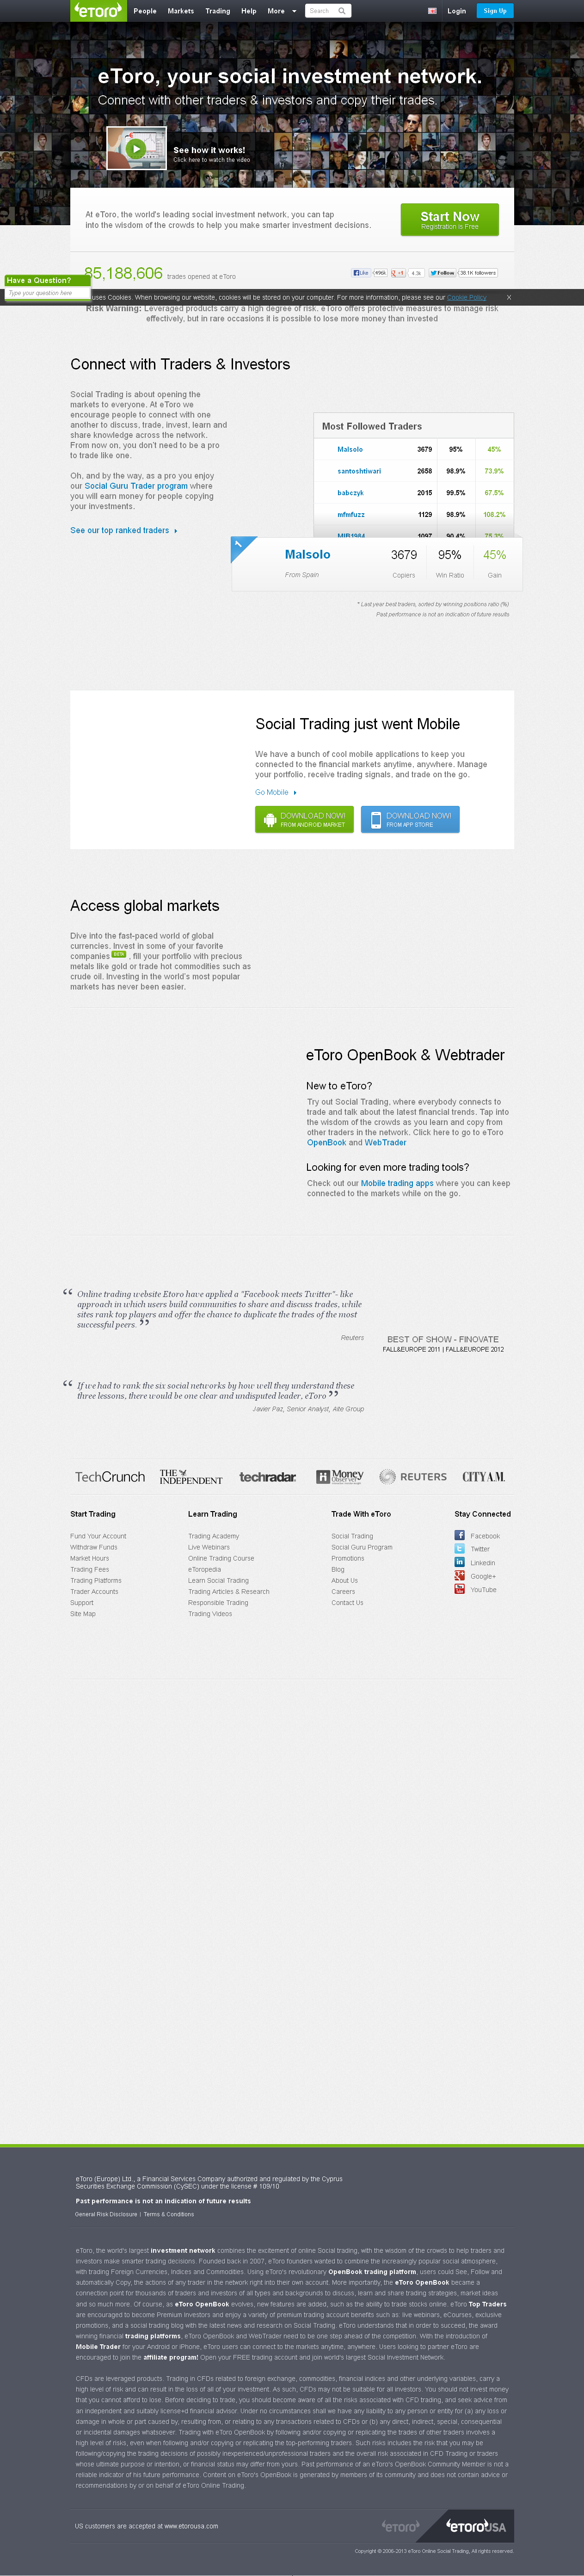 eToro
People
Markets
Trading
Help
More
Search
Login
Sign Up
eToro, your social investment network.
Connect with other traders & investors and copy their trades.
See how it works!
Click here to watch the video
At eToro, the world's leading social investment network, you can tap
into the wisdom of the crowds to help you make smarter investment decisions.
Start Now
Registration is Free
85,188,606 trades opened at eToro
Like
496k
+1
4.3k
Follow
38.1K followers
Have a Question?
Type your question here
uses Cookies. When browsing our website, cookies will be stored on your computer. For more information, please see our Cookie Policy
X
Risk Warning: Leveraged products carry a high degree of risk. eToro offers protective measures to manage risk
effectively, but in rare occasions it is possible to lose more money than invested
Connect with Traders & Investors
Social Trading is about opening the
markets to everyone. At eToro we
encourage people to connect with one
another to discuss, trade, invest, learn and
share knowledge across the network.
From now on, you don't need to be a pro
to trade like one.
Oh, and by the way, as a pro you enjoy
our Social Guru Trader program where
you will earn money for people copying
your investments.
See our top ranked traders
Most Followed Traders
Malsolo 3679 95% 45%
santoshtiwari 2658 98.9% 73.9%
babczyk 2015 99.5% 67.5%
mfmfuzz 1129 98.9% 108.2%
MIB1984 1097 90.4% 75.3%
Malsolo
From Spain
3679
Copiers
95%
Win Ratio
45%
Gain
* Last year best traders, sorted by winning positions ratio (%)
Past performance is not an indication of future results
Social Trading just went Mobile
We have a bunch of cool mobile applications to keep you
connected to the financial markets anytime, anywhere. Manage
your portfolio, receive trading signals, and trade on the go.
Go Mobile
DOWNLOAD NOW!
FROM ANDROID MARKET
DOWNLOAD NOW!
FROM APP STORE
Access global markets
Dive into the fast-paced world of global
currencies. Invest in some of your favorite
companies BETA , fill your portfolio with precious
metals like gold or trade hot commodities such as
crude oil. Investing in the world's most popular
markets has never been easier.
eToro OpenBook & Webtrader
New to eToro?
Try out Social Trading, where everybody connects to
trade and talk about the latest financial trends. Tap into
the wisdom of the crowds as you learn and copy from
other traders in the network. Click here to go to eToro
OpenBook and WebTrader
Looking for even more trading tools?
Check out our Mobile trading apps where you can keep
connected to the markets while on the go.
“ Online trading website Etoro have applied a "Facebook meets Twitter"- like
approach in which users build communities to share and discuss trades, while
sites rank top players and offer the chance to duplicate the trades of the most
successful peers. ”
Reuters
BEST OF SHOW - FINOVATE
FALL&EUROPE 2011 | FALL&EUROPE 2012
“ If we had to rank the six social networks by how well they understand these
three lessons, there would be one clear and undisputed leader, eToro ”
Javier Paz, Senior Analyst, Aite Group
TechCrunch
THE INDEPENDENT
techradar.
Money Observer
REUTERS
CITY A.M.
Start Trading
Fund Your Account
Withdraw Funds
Market Hours
Trading Fees
Trading Platforms
Trader Accounts
Support
Site Map
Learn Trading
Trading Academy
Live Webinars
Online Trading Course
eToropedia
Learn Social Trading
Trading Articles & Research
Responsible Trading
Trading Videos
Trade With eToro
Social Trading
Social Guru Program
Promotions
Blog
About Us
Careers
Contact Us
Stay Connected
Facebook
Twitter
Linkedin
Google+
YouTube
eToro (Europe) Ltd., a Financial Services Company authorized and regulated by the Cyprus
Securities Exchange Commission (CySEC) under the license # 109/10
Past performance is not an indication of future results
General Risk Disclosure | Terms & Conditions
eToro, the world's largest investment network combines the excitement of online Social trading, with the wisdom of the crowds to help traders and
investors make smarter trading decisions. Founded back in 2007, eToro founders wanted to combine the increasingly popular social atmosphere,
with trading Foreign Currencies, Indices and Commodities. Using eToro's revolutionary OpenBook trading platform, users could See, Follow and
automatically Copy, the actions of any trader in the network right into their own account. More importantly, the eToro OpenBook became a
connection point for thousands of traders and investors of all types and backgrounds to discuss, learn and share trading strategies, market ideas
and so much more. Of course, as eToro OpenBook evolves, new features are added, such as the ability to trade stocks online. eToro Top Traders
are encouraged to become Premium Investors and enjoy a variety of premium trading account benefits such as: live webinars, eCourses, exclusive
promotions, and a social trading blog with the latest news and research on Social Trading. eToro understands that in order to succeed, the award
winning financial trading platforms, eToro OpenBook and WebTrader need to be one step ahead of the competition. With the introduction of
Mobile Trader for your Android or iPhone, eToro users can connect to the markets anytime, anywhere. Users looking to partner eToro are
encouraged to join the affiliate program! Open your FREE trading account and join world's largest Social Investment Network.
CFDs are leveraged products. Trading in CFDs related to foreign exchange, commodities, financial indices and other underlying variables, carry a
high level of risk and can result in the loss of all of your investment. As such, CFDs may not be suitable for all investors. You should not invest money
that you cannot afford to lose. Before deciding to trade, you should become aware of all the risks associated with CFD trading, and seek advice from
an independent and suitably licensed financial advisor. Under no circumstances shall we have any liability to any person or entity for (a) any loss or
damage in whole or part caused by, resulting from, or relating to any transactions related to CFDs or (b) any direct, indirect, special, consequential
or incidental damages whatsoever. Trading with eToro OpenBook by following and/or copying or replicating the trades of other traders involves a
high level of risks, even when following and/or copying or replicating the top-performing traders. Such risks includes the risk that you may be
following/copying the trading decisions of possibly inexperienced/unprofessional traders and the overall risk associated in CFD Trading or traders
whose ultimate purpose or intention, or financial status may differ from yours. Past performance of an eToro's OpenBook Community Member is not a
reliable indicator of his future performance. Content on eToro's OpenBook is generated by members of its community and does not contain advice or
recommendations by or on behalf of eToro Online Trading.
US customers are accepted at www.etorousa.com
eToro
eToro USA
Copyright © 2006-2013 eToro Online Social Trading, All rights reserved.